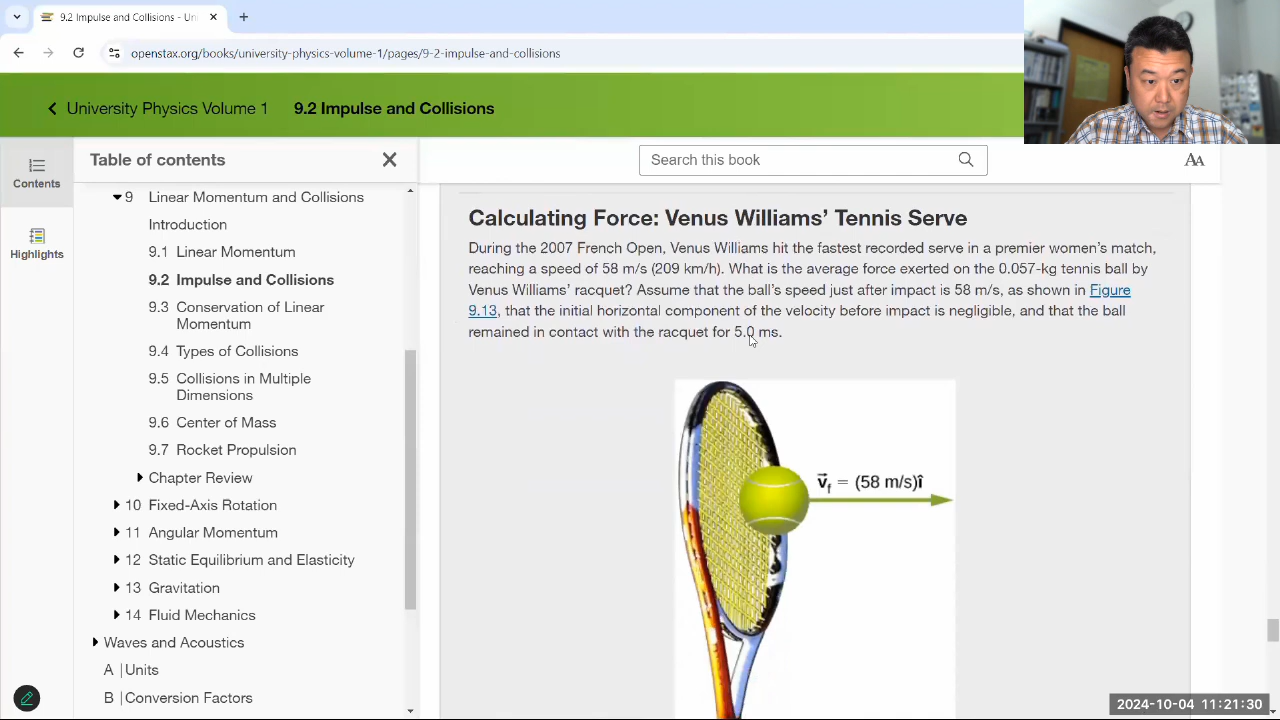 9.2 Impulse and Collisions - Uni
openstax.org/books/university-physics-volume-1/pages/9-2-impulse-and-collisions
University Physics Volume 1
9.2 Impulse and Collisions
Contents
Highlights
Table of contents
9 Linear Momentum and Collisions
Introduction
9.1 Linear Momentum
9.2 Impulse and Collisions
9.3 Conservation of Linear
Momentum
9.4 Types of Collisions
9.5 Collisions in Multiple
Dimensions
9.6 Center of Mass
9.7 Rocket Propulsion
Chapter Review
10 Fixed-Axis Rotation
11 Angular Momentum
12 Static Equilibrium and Elasticity
13 Gravitation
14 Fluid Mechanics
Waves and Acoustics
A | Units
B | Conversion Factors
Search this book
AA
Calculating Force: Venus Williams’ Tennis Serve
During the 2007 French Open, Venus Williams hit the fastest recorded serve in a premier women’s match,
reaching a speed of 58 m/s (209 km/h). What is the average force exerted on the 0.057-kg tennis ball by
Venus Williams’ racquet? Assume that the ball’s speed just after impact is 58 m/s, as shown in Figure
9.13, that the initial horizontal component of the velocity before impact is negligible, and that the ball
remained in contact with the racquet for 5.0 ms.
v⃗f = (58 m/s)î
2024-10-04 11:21:30